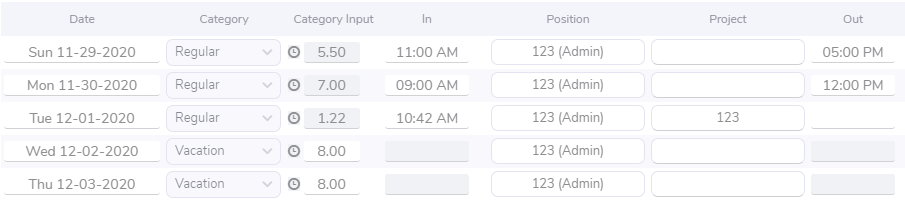 Date Category Category Input In Position Project Out
Sun 11-29-2020 Regular 5.50 11:00 AM 123 (Admin) 05:00 PM
Mon 11-30-2020 Regular 7.00 09:00 AM 123 (Admin) 12:00 PM
Tue 12-01-2020 Regular 1.22 10:42 AM 123 (Admin) 123
Wed 12-02-2020 Vacation 8.00 123 (Admin)
Thu 12-03-2020 Vacation 8.00 123 (Admin)